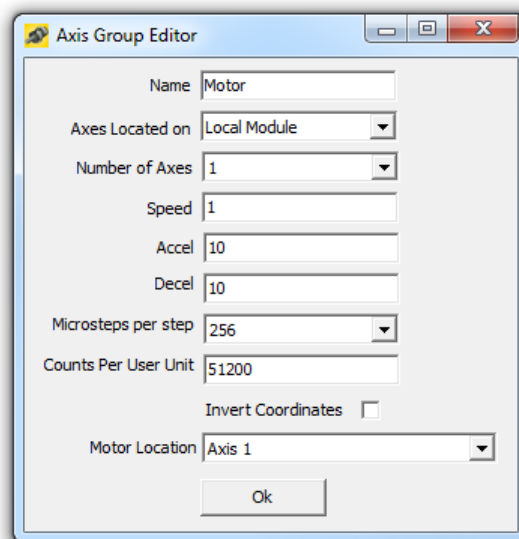 Axis Group Editor
Name Motor
Axes Located on Local Module
Number of Axes 1
Speed 1
Accel 10
Decel 10
Microsteps per step 256
Counts Per User Unit 51200
Invert Coordinates
Motor Location Axis 1
Ok